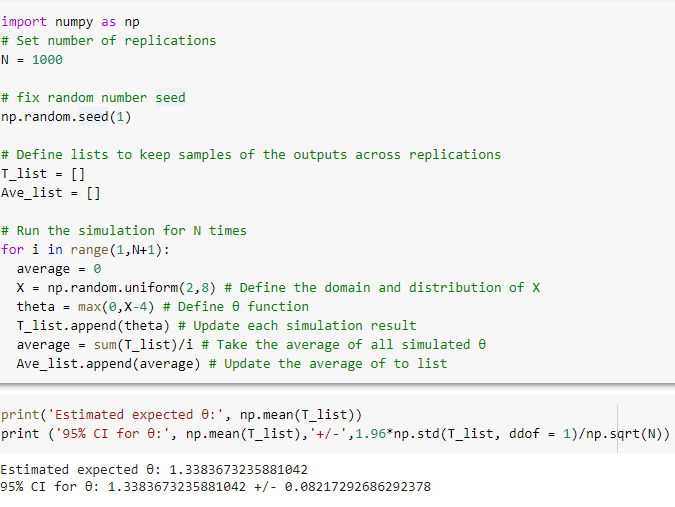 import numpy as np
# Set number of replications
N = 1000
# fix random number seed
np.random.seed(1)
# Define lists to keep samples of the outputs across replications
T_list = []
Ave_list = []
# Run the simulation for N times
for i in range(1,N+1):
average = 0
X = np.random.uniform(2,8) # Define the domain and distribution of X
theta = max(0,X-4) # Define θ function
T_list.append(theta) # Update each simulation result
average = sum(T_list)/i # Take the average of all simulated θ
Ave_list.append(average) # Update the average of to list
print('Estimated expected θ:', np.mean(T_list))
print ('95% CI for θ:', np.mean(T_list),'+/-',1.96*np.std(T_list, ddof = 1)/np.sqrt(N))
Estimated expected θ: 1.3383673235881042
95% CI for θ: 1.3383673235881042 +/- 0.08217292686292378